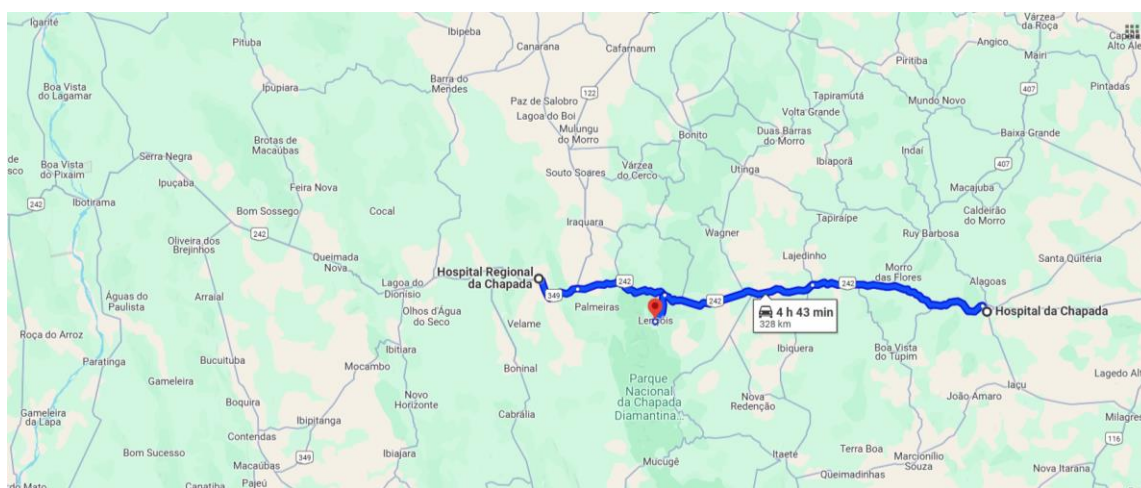 Igarité
Pituba
Ibipeba
Canarana
Cafarnaum
Várzea
da Roça
Angico
Mairi
Capim
Alto Ale
Boa Vista
do Lagamar
Ipupiara
Barra do
Mendes
Paz de Salobro
Lagoa do Boi
122
Mulungu
do Morro
Tapiramutá
Piritiba
407
Pintadas
Volta Grande
Mundo Novo
Brotas de
Macaúbas
Bonito
Duas Barras
do Morro
Baixa Grande
de
sco
Boa Vista
do Pixaim
Serra Negra
Várzea
do Cerco
Ibiaporã
Indaí
407
Ipuçaba
Feira Nova
Souto Soares
Utinga
Macajuba
242
Ibotirama
Bom Sossego
Cocal
Tapiraípe
Caldeirão
do Morro
242
Iraquara
Wagner
Ruy Barbosa
Oliveira dos
Brejinhos
Queimada
Nova
Lajedinho
Santa Quitéria
Lagoa do
Dionísio
Hospital Regional
da Chapada
242
242
Morro
das Flores
Alagoas
Águas do
Paulista
Arraial
349
Palmeiras
242
Olhos d'Água
do Seco
Lençóis
4 h 43 min
328 km
Hospital da Chapada
Roça do Arroz
Velame
Ibitiara
Ibiquera
Boa Vista
do Tupim
Paratinga
Bucuituba
Mocambo
Boninal
Parque
Nacional
da Chapada
Diamantina...
Iaçu
Lagedo Alt
Gameleira
Novo
Horizonte
Nova
Redenção
João Amaro
Boquira
Gameleira
da Lapa
Ibipitanga
Cabrália
Milagres
Contendas
Terra Boa
116
Bom Sucesso
349
Ibiajara
Itaetê
Marcionílio
Souza
Macaúbas
Mucugê
Nova Itarana
do Mato
Canatiba
Pajeú
Queimadinhas